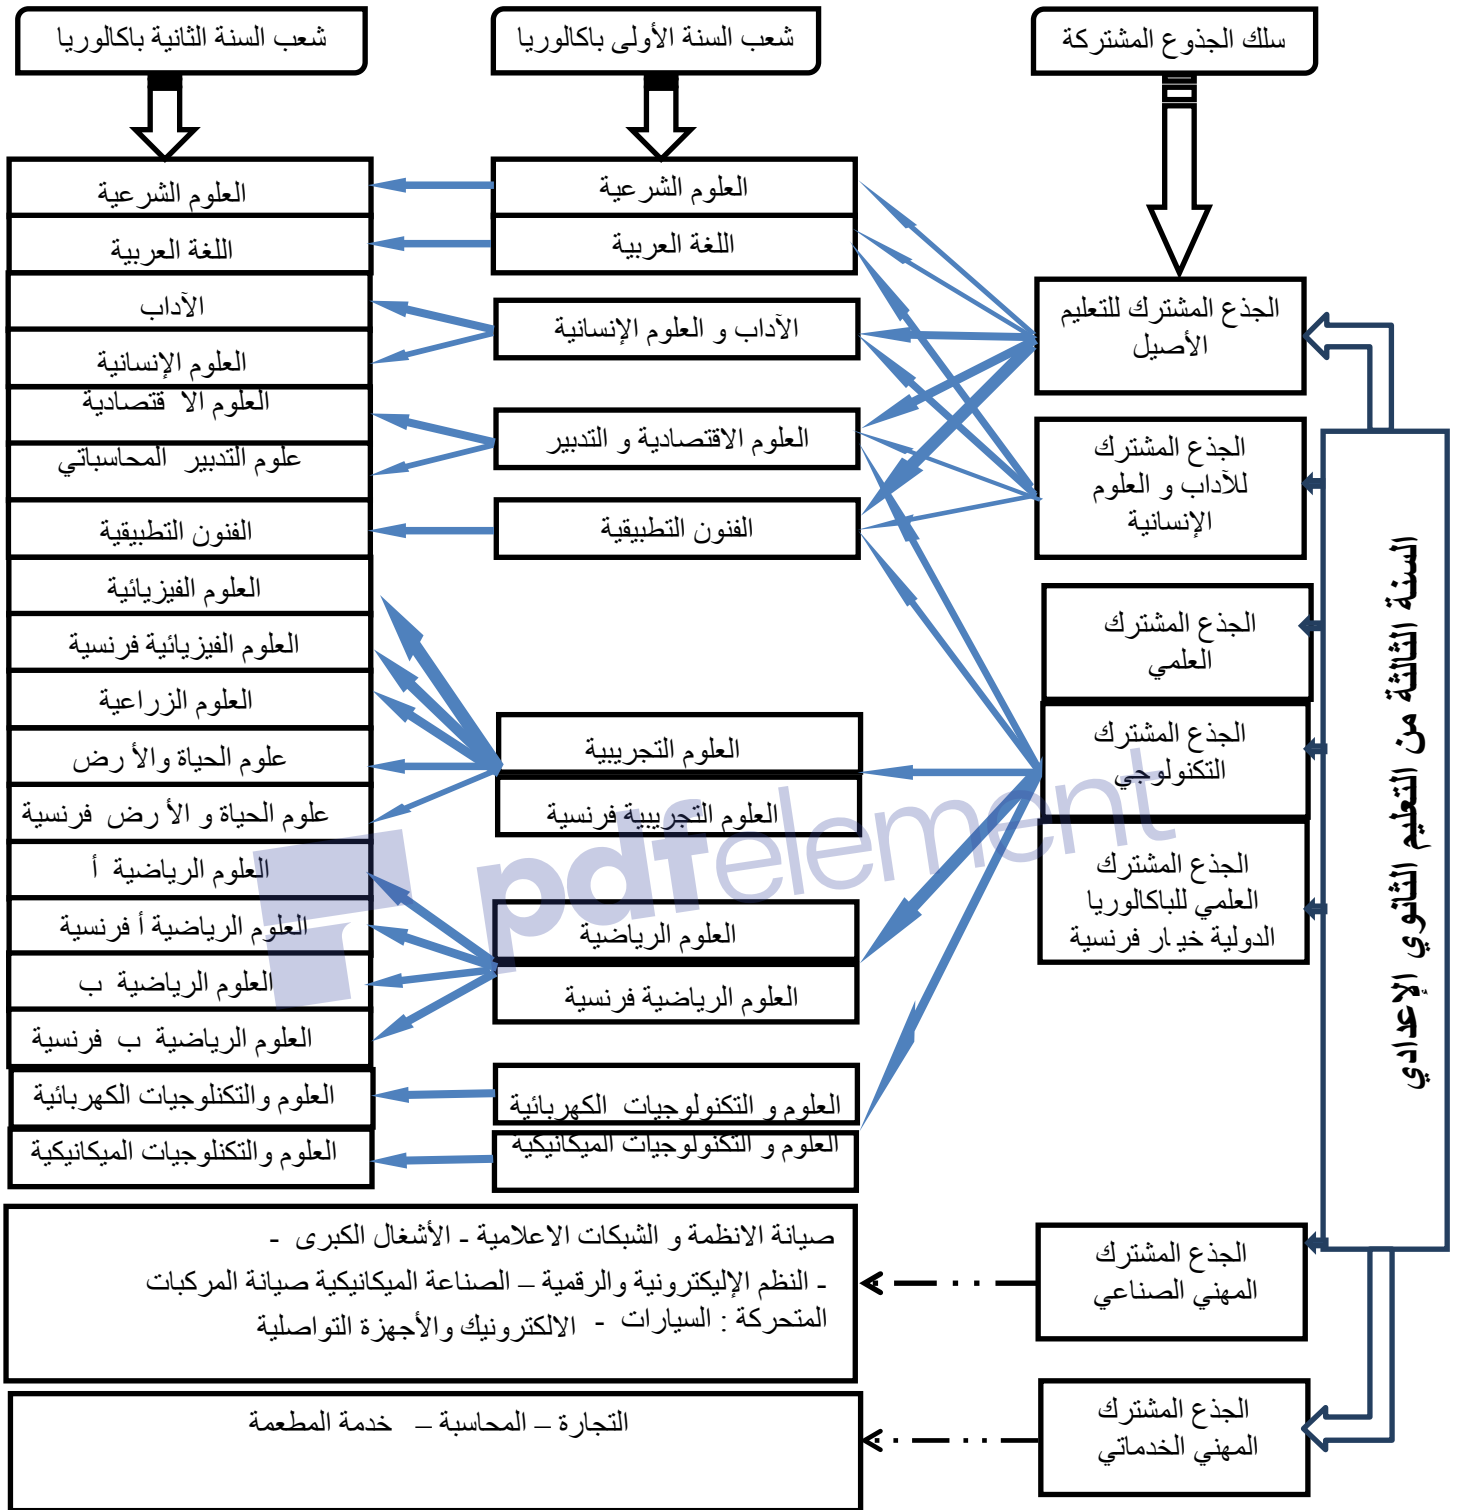 سلك الجذوع المشتركة
شعب السنة الأولى باكالوريا
شعب السنة الثانية باكالوريا
السنة الثالثة من التعليم الثانوي الإعدادي
الجذع المشترك للتعليم
الأصيل
الجذع المشترك
للآداب و العلوم
الإنسانية
الجذع المشترك
العلمي
الجذع المشترك
التكنولوجي
الجذع المشترك
العلمي للباكالوريا
الدولية خيار فرنسية
الجذع المشترك
المهني الصناعي
الجذع المشترك
المهني الخدماتي
العلوم الشرعية
اللغة العربية
الآداب و العلوم الإنسانية
العلوم الاقتصادية و التدبير
الفنون التطبيقية
العلوم التجريبية
العلوم التجريبية فرنسية
العلوم الرياضية
العلوم الرياضية فرنسية
العلوم و التكنولوجيات الكهربائية
العلوم و التكنولوجيات الميكانيكية
العلوم الشرعية
اللغة العربية
الآداب
العلوم الإنسانية
العلوم الا قتصادية
علوم التدبير المحاسباتي
الفنون التطبيقية
العلوم الفيزيائية
العلوم الفيزيائية فرنسية
العلوم الزراعية
علوم الحياة والأ رض
علوم الحياة و الأ رض فرنسية
العلوم الرياضية أ
العلوم الرياضية أ فرنسية
العلوم الرياضية ب
العلوم الرياضية ب فرنسية
العلوم والتكنلوجيات الكهربائية
العلوم والتكنلوجيات الميكانيكية
صيانة الانظمة و الشبكات الاعلامية - الأشغال الكبرى -
- النظم الإليكترونية والرقمية – الصناعة الميكانيكية صيانة المركبات
المتحركة : السيارات - الالكترونيك والأجهزة التواصلية
التجارة – المحاسبة – خدمة المطعمة
pdfelement